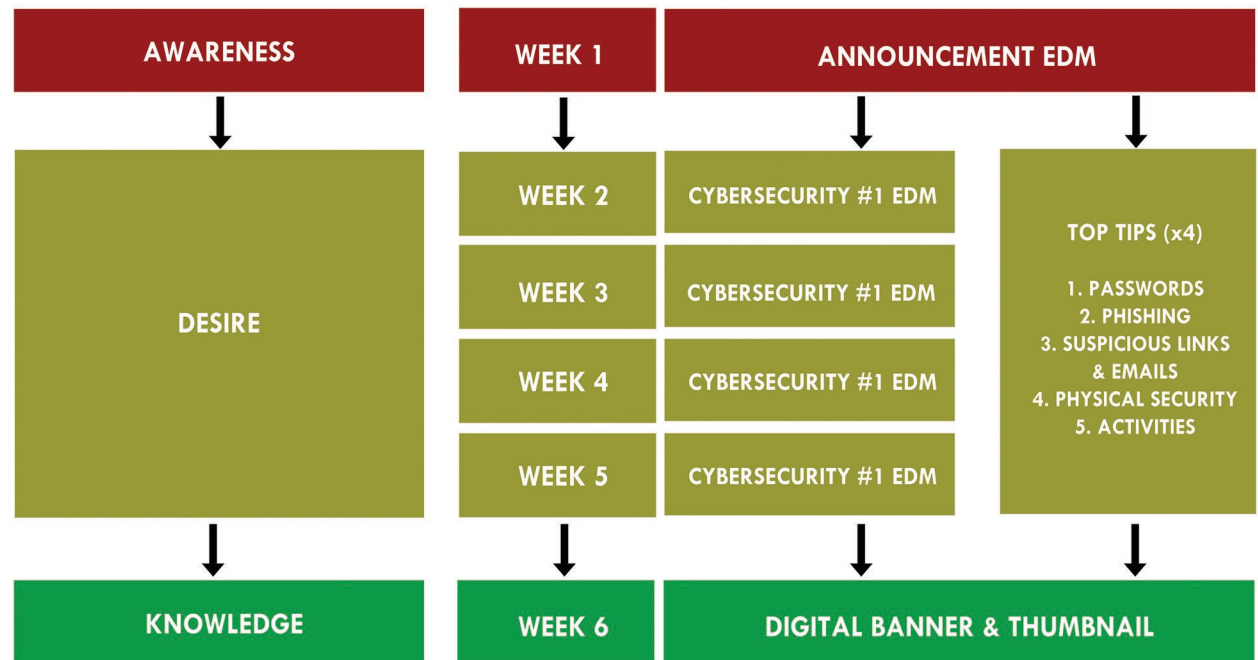 AWARENESS
WEEK 1
ANNOUNCEMENT EDM
DESIRE
WEEK 2
CYBERSECURITY #1 EDM
WEEK 3
CYBERSECURITY #1 EDM
WEEK 4
CYBERSECURITY #1 EDM
WEEK 5
CYBERSECURITY #1 EDM
TOP TIPS (x4)
1. PASSWORDS
2. PHISHING
3. SUSPICIOUS LINKS
& EMAILS
4. PHYSICAL SECURITY
5. ACTIVITIES
KNOWLEDGE
WEEK 6
DIGITAL BANNER & THUMBNAIL